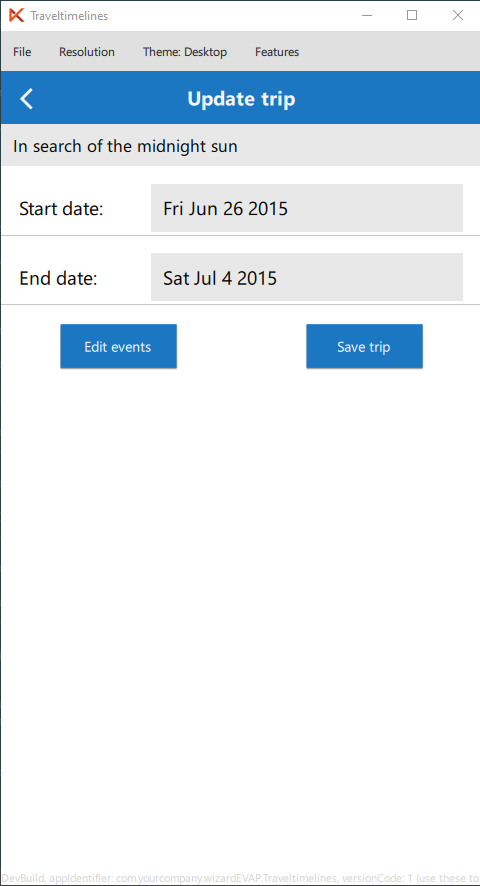 Traveltimelines
File Resolution Theme: Desktop Features
Update trip
In search of the midnight sun
Start date: Fri Jun 26 2015
End date: Sat Jul 4 2015
Edit events Save trip
DevBuild, appIdentifier: com.yourcompany.wizardEVAP.Traveltimelines, versionCode: 1 (use these to